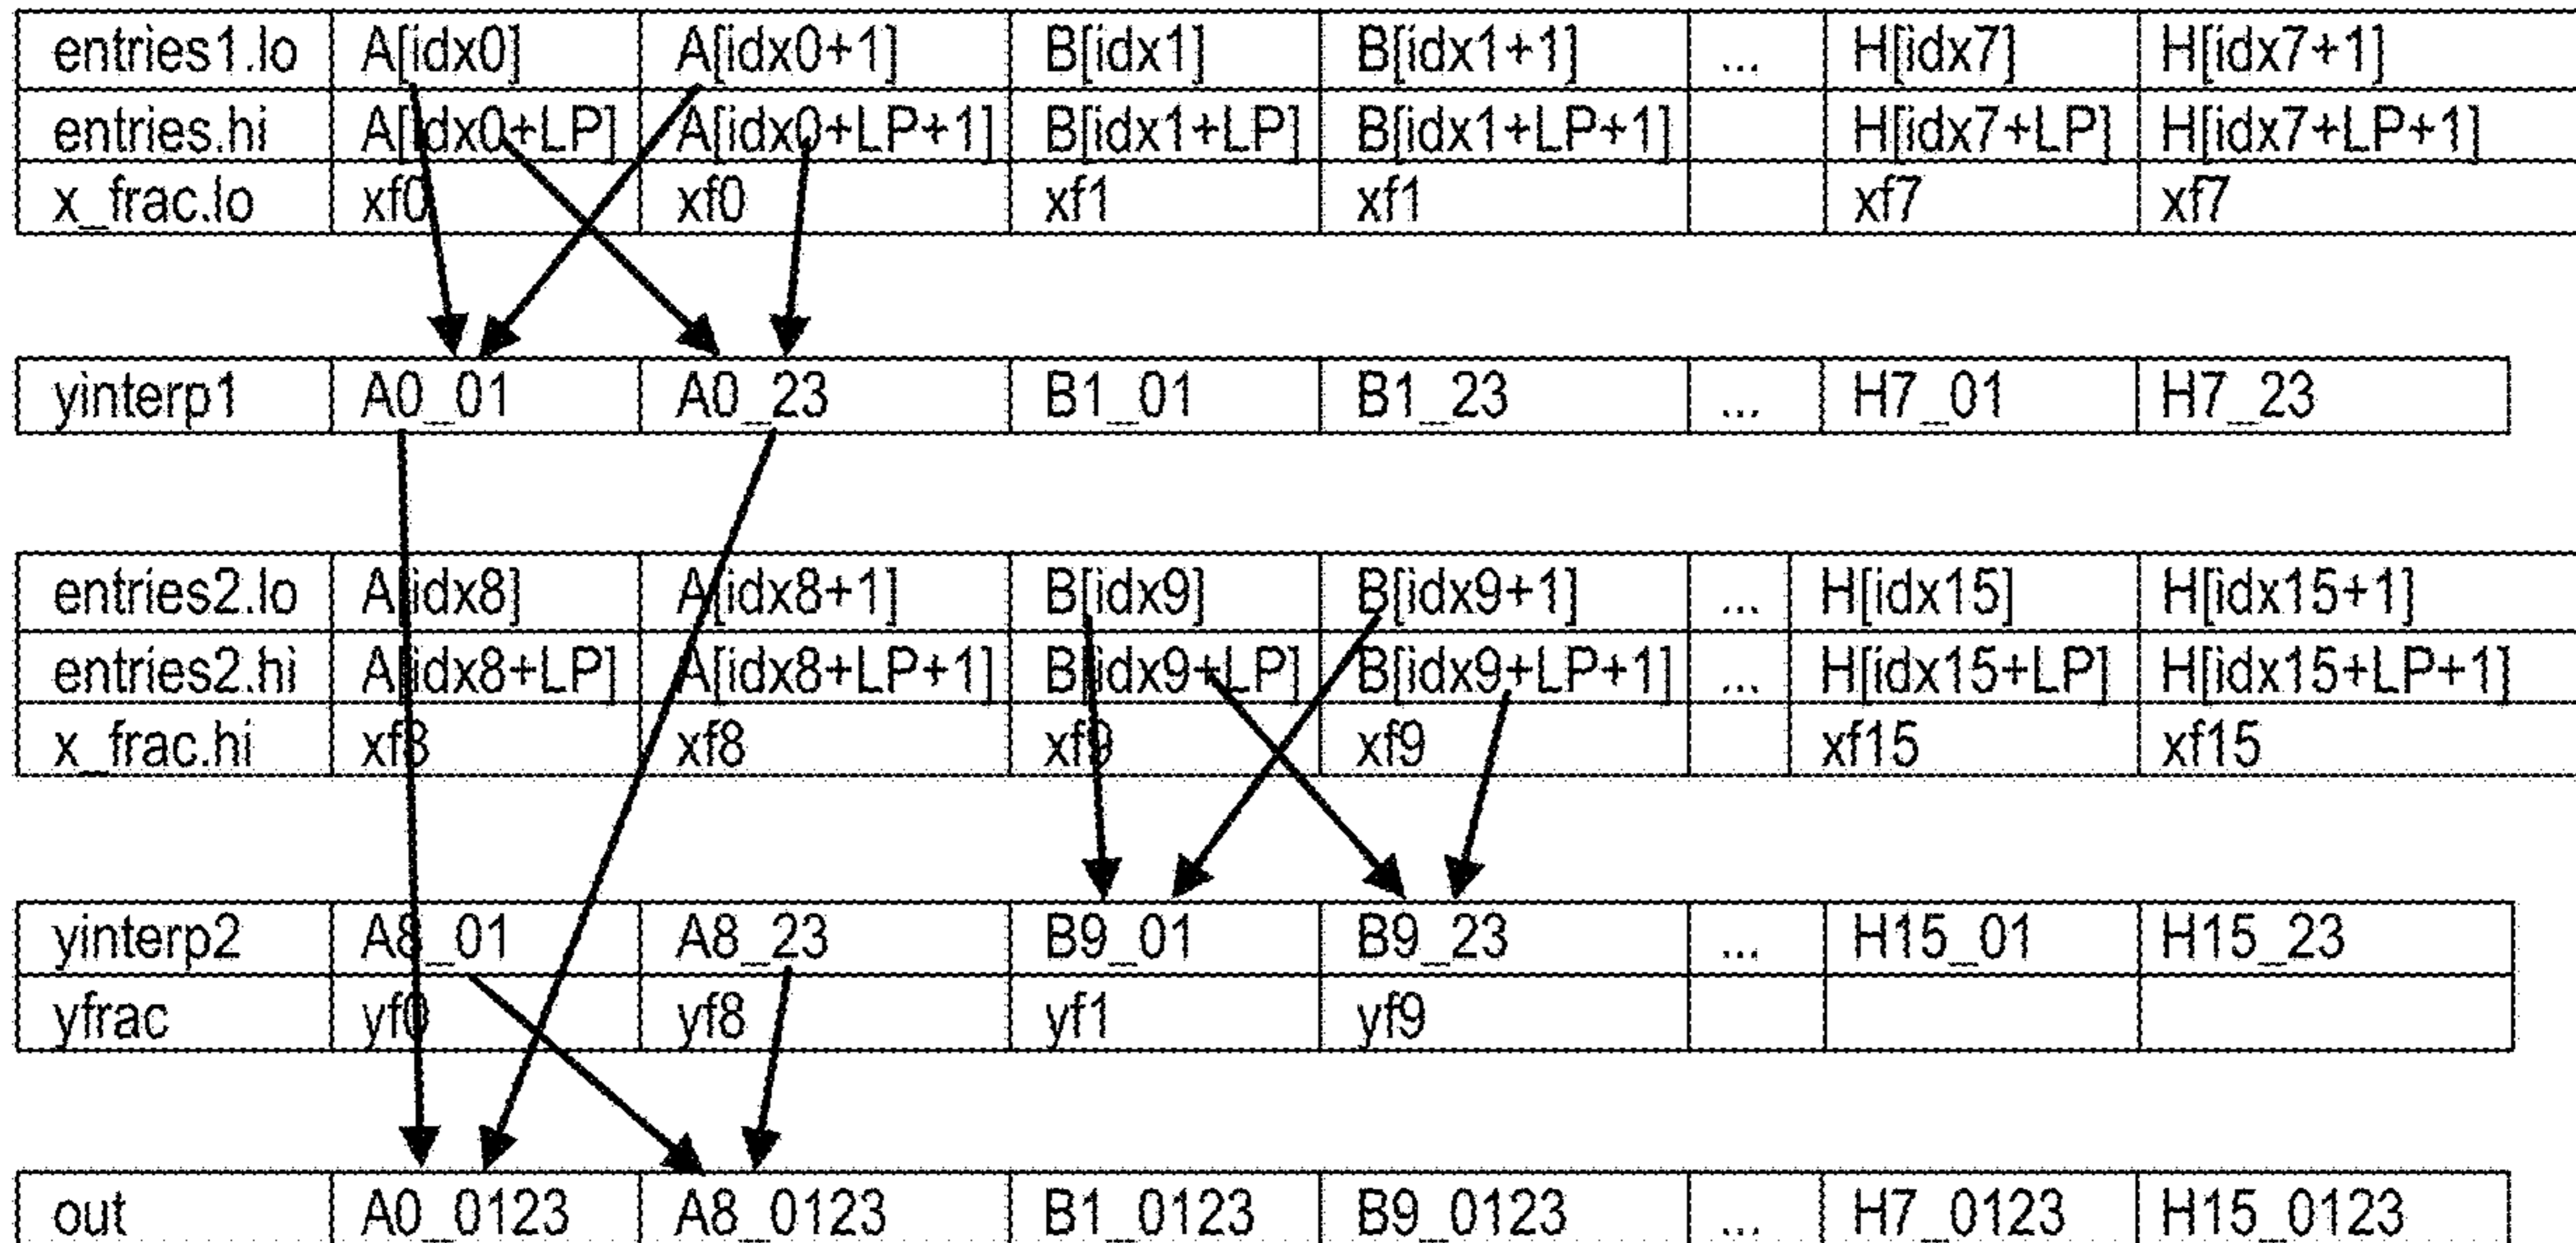 entries1.lo A[idx0] A[idx0+1] B[idx1] B[idx1+1] ... H[idx7] H[idx7+1]
entries.hi A[idx0+LP] A[idx0+LP+1] B[idx1+LP] B[idx1+LP+1] H[idx7+LP] H[idx7+LP+1]
x_frac.lo xf0 xf0 xf1 xf1 xf7 xf7
yinterp1 A0_01 A0_23 B1_01 B1_23 ... H7_01 H7_23
entries2.lo A[idx8] A[idx8+1] B[idx9] B[idx9+1] ... H[idx15] H[idx15+1]
entries2.hi A[idx8+LP] A[idx8+LP+1] B[idx9+LP] B[idx9+LP+1] ... H[idx15+LP] H[idx15+LP+1]
x_frac.hi xf8 xf8 xf9 xf9 xf15 xf15
yinterp2 A8_01 A8_23 B9_01 B9_23 ... H15_01 H15_23
yfrac yf0 yf8 yf1 yf9
out A0_0123 A8_0123 B1_0123 B9_0123 ... H7_0123 H15_0123